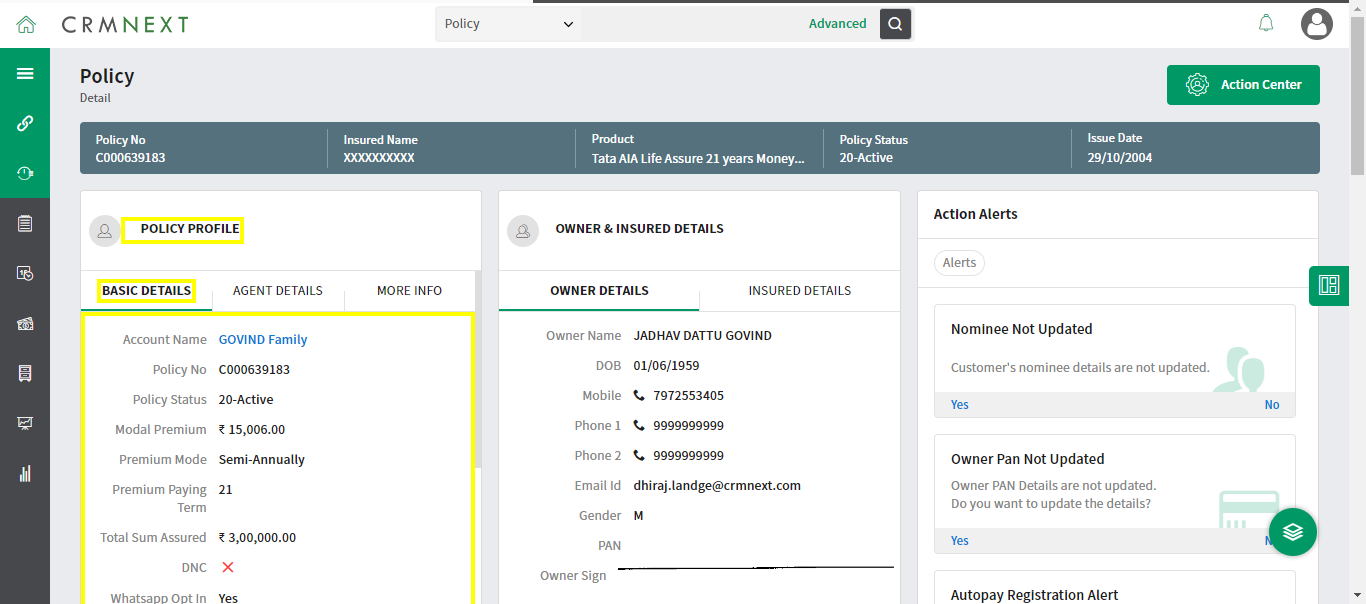 CRMNEXT
Policy
Advanced
Policy
Detail
Action Center
Policy No
C000639183
Insured Name
XXXXXXXXXX
Product
Tata AIA Life Assure 21 years Money...
Policy Status
20-Active
Issue Date
29/10/2004
POLICY PROFILE
BASIC DETAILS AGENT DETAILS MORE INFO
Account Name GOVIND Family
Policy No C000639183
Policy Status 20-Active
Modal Premium ₹ 15,006.00
Premium Mode Semi-Annually
Premium Paying 21
Term
Total Sum Assured ₹ 3,00,000.00
DNC
Whatsapp Opt In Yes
OWNER & INSURED DETAILS
OWNER DETAILS INSURED DETAILS
Owner Name JADHAV DATTU GOVIND
DOB 01/06/1959
Mobile 7972553405
Phone 1 9999999999
Phone 2 9999999999
Email Id dhiraj.landge@crmnext.com
Gender M
PAN
Owner Sign
Action Alerts
Alerts
Nominee Not Updated
Customer's nominee details are not updated.
Yes No
Owner Pan Not Updated
Owner PAN Details are not updated.
Do you want to update the details?
Yes
Autopay Registration Alert